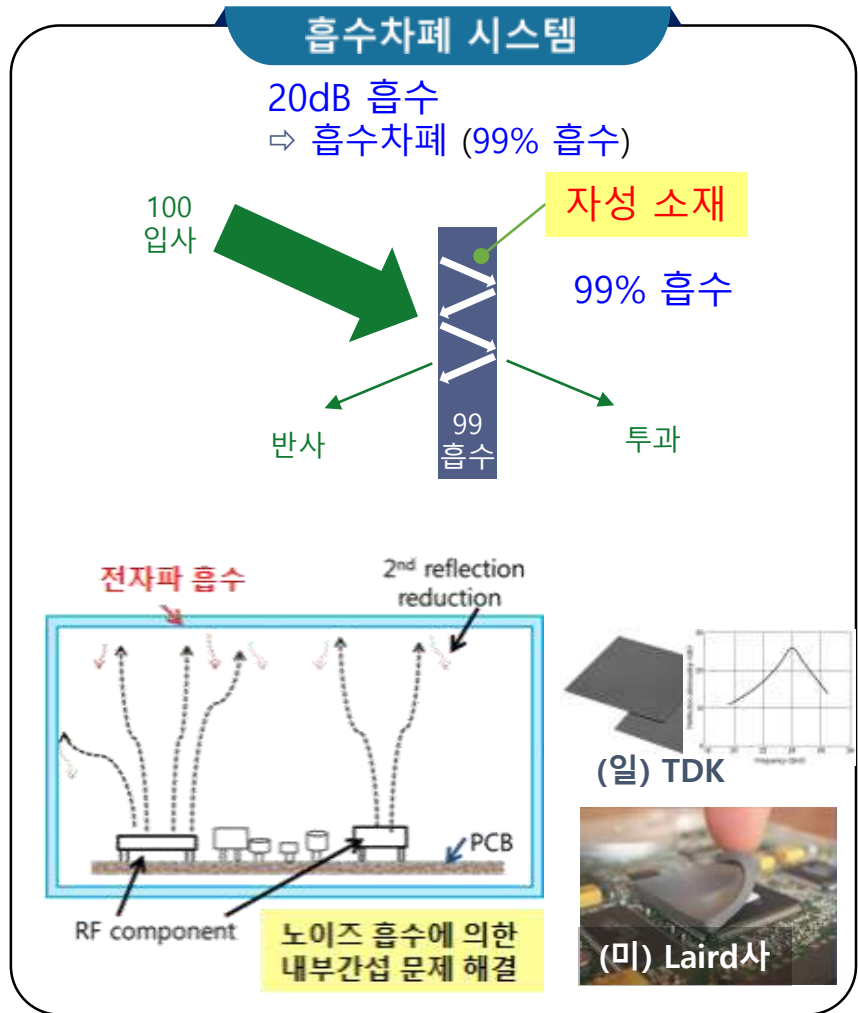 흡수차폐 시스템
20dB 흡수
⇨ 흡수차폐 (99% 흡수)
자성 소재
100
입사
99% 흡수
99
흡수
반사
투과
전자파 흡수
2nd reflection
reduction
(일) TDK
PCB
RF component
노이즈 흡수에 의한
내부간섭 문제 해결
(미) Laird사